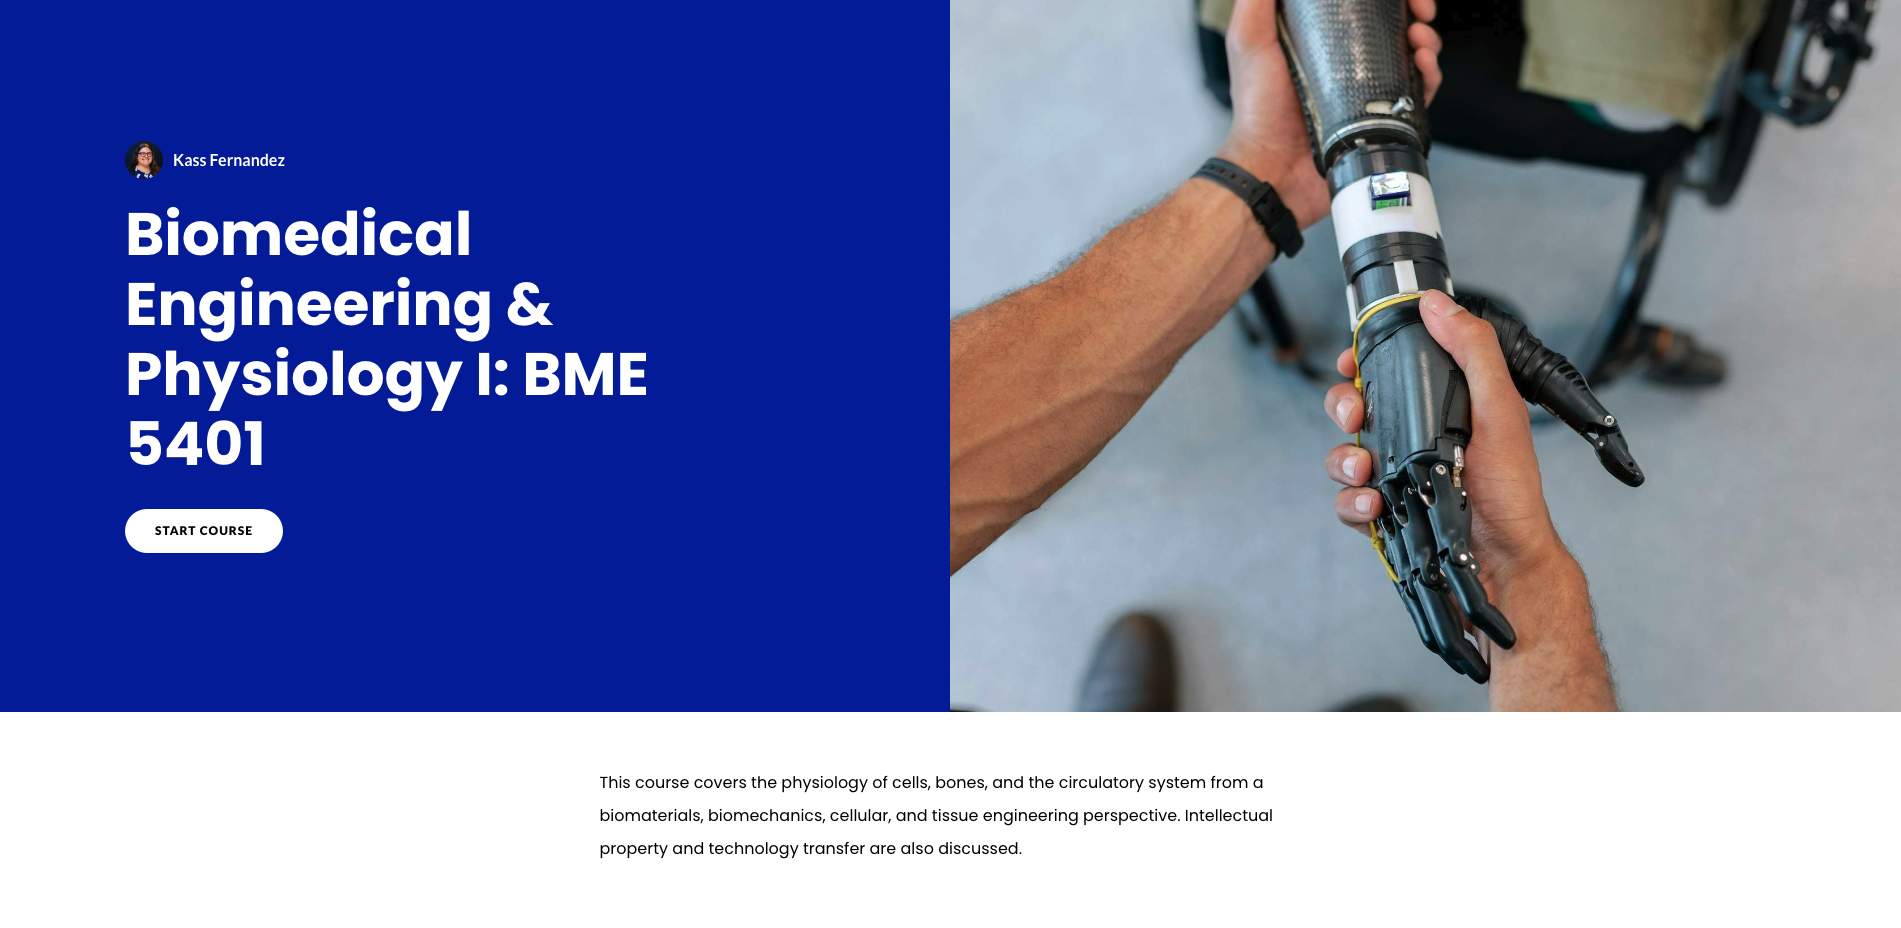 Kass Fernandez
Biomedical
Engineering &
Physiology I: BME
5401
START COURSE
This course covers the physiology of cells, bones, and the circulatory system from a
biomaterials, biomechanics, cellular, and tissue engineering perspective. Intellectual
property and technology transfer are also discussed.